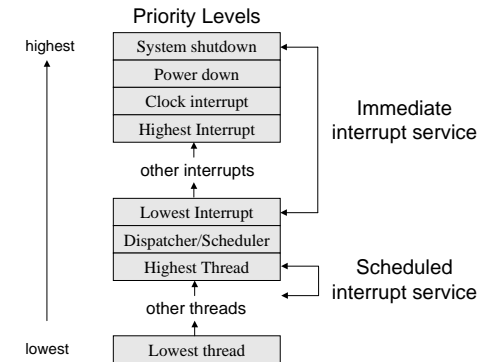 Priority Levels
highest
System shutdown
Power down
Clock interrupt
Highest Interrupt
Immediate
interrupt service
other interrupts
Lowest Interrupt
Dispatcher/Scheduler
Highest Thread
Scheduled
interrupt service
other threads
lowest
Lowest thread